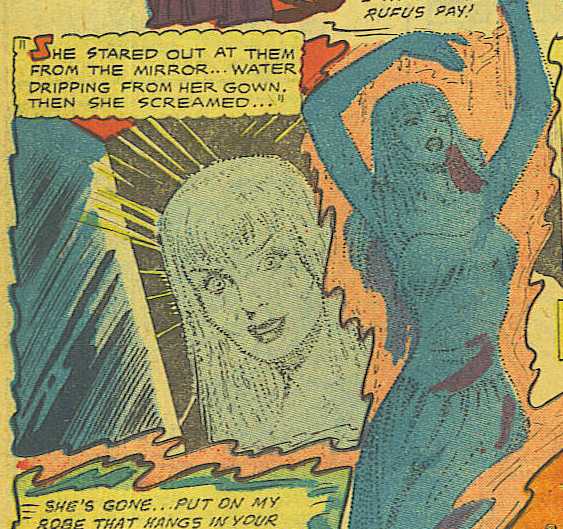 RUFUS PAY!
"SHE STARED OUT AT THEM
FROM THE MIRROR... WATER
DRIPPING FROM HER GOWN.
THEN SHE SCREAMED..."
SHE'S GONE...PUT ON MY
ROBE THAT HANGS IN YOUR